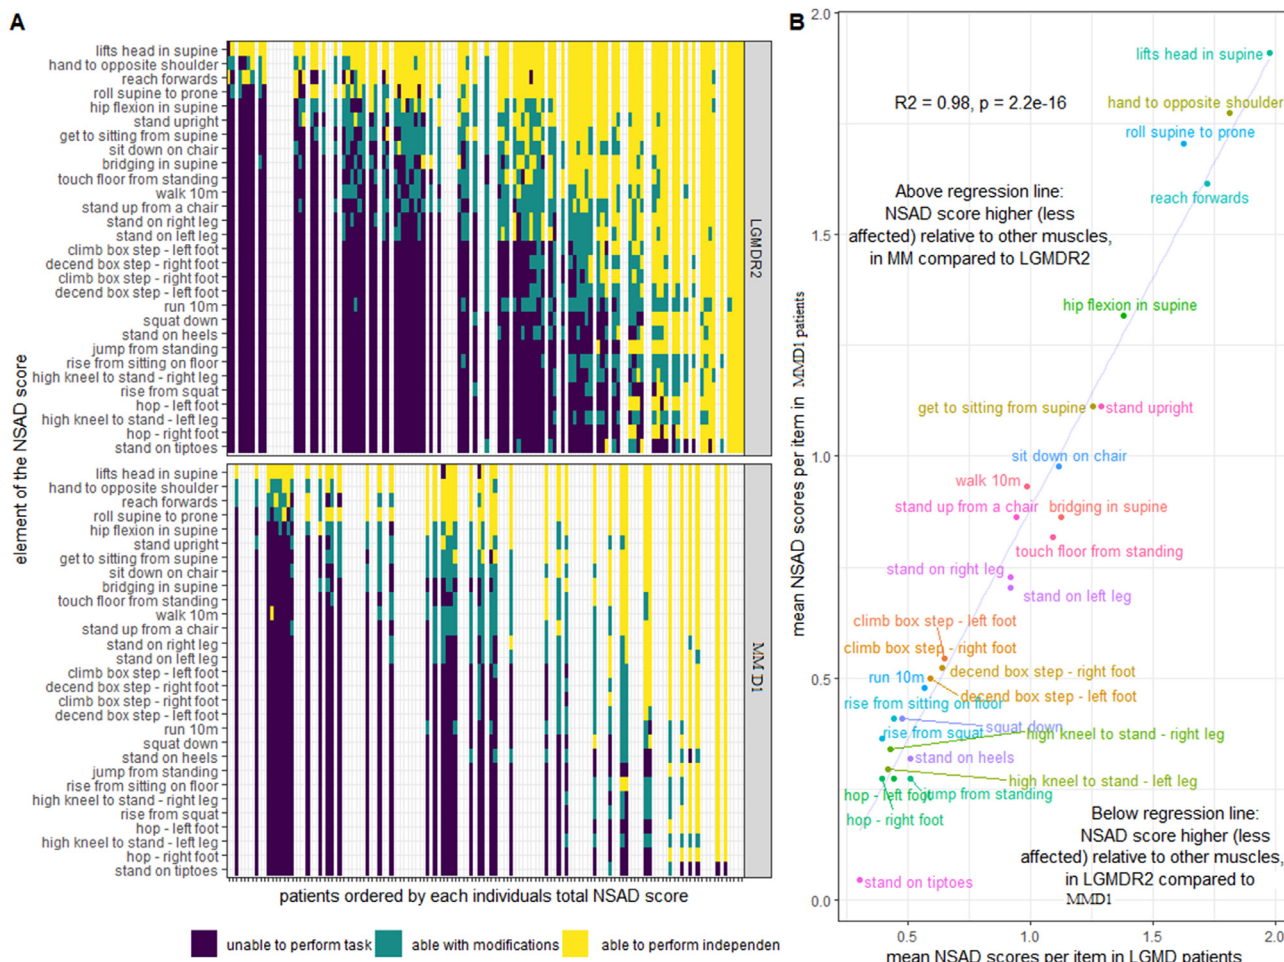 A
lifts head in supine
hand to opposite shoulder
reach forwards
roll supine to prone
hip flexion in supine
stand upright
get to sitting from supine
sit down on chair
bridging in supine
touch floor from standing
walk 10m
stand up from a chair
stand on right leg
stand on left leg
climb box step - left foot
decend box step - right foot
climb box step - right foot
decend box step - left foot
run 10m
squat down
stand on heels
jump from standing
rise from sitting on floor
high kneel to stand - right leg
rise from squat
hop - left foot
high kneel to stand - left leg
hop - right foot
stand on tiptoes
LGMDR2
lifts head in supine
hand to opposite shoulder
reach forwards
roll supine to prone
hip flexion in supine
stand upright
get to sitting from supine
sit down on chair
bridging in supine
touch floor from standing
walk 10m
stand up from a chair
stand on right leg
stand on left leg
climb box step - left foot
decend box step - right foot
climb box step - right foot
decend box step - left foot
run 10m
squat down
stand on heels
jump from standing
rise from sitting on floor
high kneel to stand - right leg
rise from squat
hop - left foot
high kneel to stand - left leg
hop - right foot
stand on tiptoes
MM D1
element of the NSAD score
patients ordered by each individuals total NSAD score
unable to perform task
able with modifications
able to perform independen
B
2.0
1.5
1.0
0.5
0.0
mean NSAD scores per item in MMD1 patients
lifts head in supine
R2 = 0.98, p = 2.2e-16
hand to opposite shoulder
roll supine to prone
reach forwards
Above regression line:
NSAD score higher (less
affected) relative to other muscles,
in MM compared to LGMDR2
hip flexion in supine
get to sitting from supine
stand upright
sit down on chair
walk 10m
stand up from a chair
bridging in supine
touch floor from standing
stand on right leg
stand on left leg
climb box step - left foot
climb box step - right foot
decend box step - right foot
run 10m
decend box step - left foot
rise from sitting on floor
squat down
rise from squat
high kneel to stand - right leg
stand on heels
high kneel to stand - left leg
hop - left foot
jump from standing
hop - right foot
Below regression line:
NSAD score higher (less
affected) relative to other muscles,
in LGMDR2 compared to
MMD1
stand on tiptoes
0.5
1.0
1.5
2.0
mean NSAD scores per item in LGMD patients